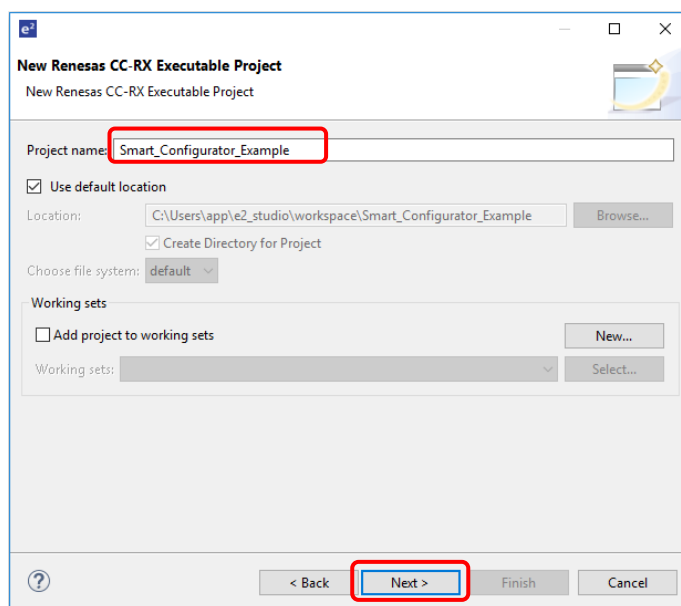 e²
New Renesas CC-RX Executable Project
New Renesas CC-RX Executable Project
Project name: Smart_Configurator_Example
Use default location
Location: C:\Users\app\e2_studio\workspace\Smart_Configurator_Example Browse...
Create Directory for Project
Choose file system: default
Working sets
Add project to working sets New...
Working sets: Select...
? < Back Next > Finish Cancel